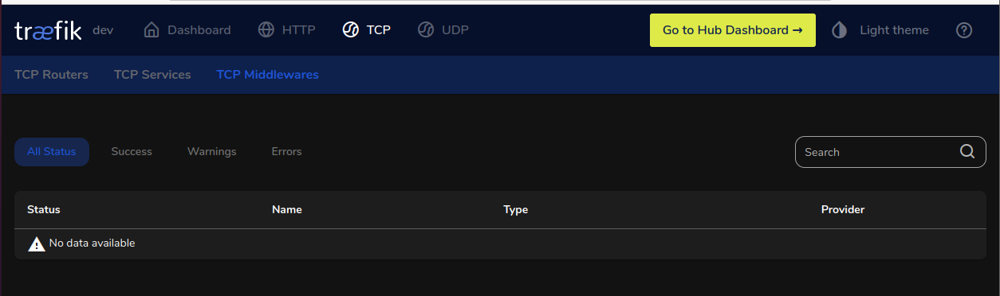 træfik dev Dashboard HTTP TCP UDP Go to Hub Dashboard → Light theme
TCP Routers TCP Services TCP Middlewares
All Status Success Warnings Errors Search
Status Name Type Provider
No data available